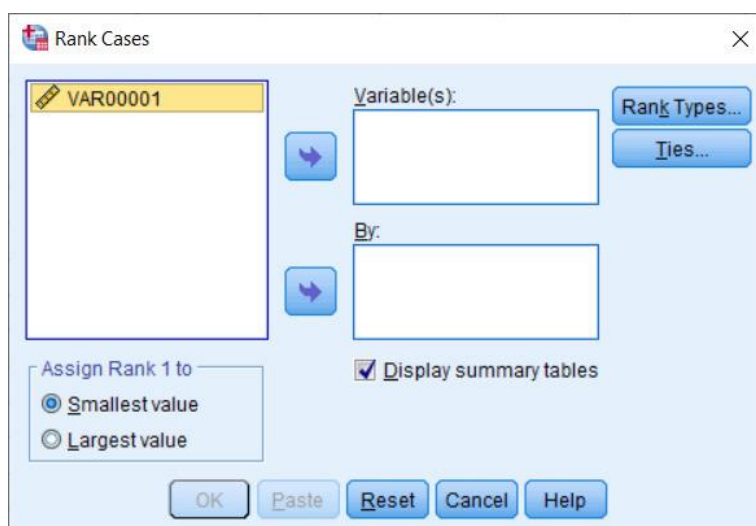 Rank Cases
VAR00001
Variable(s):
Rank Types...
Ties...
By:
Assign Rank 1 to
Smallest value
Largest value
Display summary tables
OK
Paste
Reset
Cancel
Help